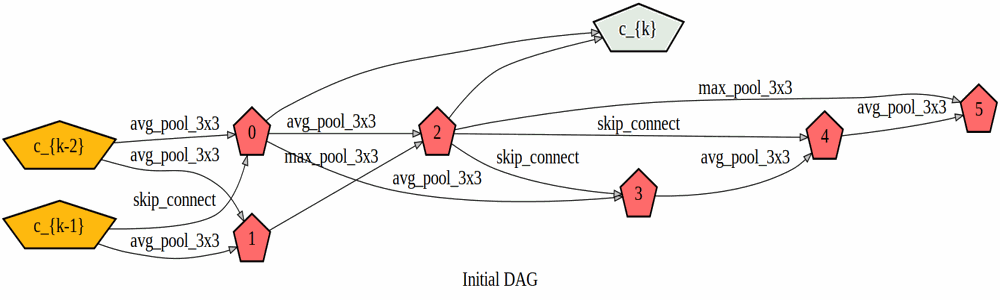 c_{k}
max_pool_3x3
avg_pool_3x3
5
avg_pool_3x3
0
avg_pool_3x3
2
skip_connect
4
c_{k-2}
avg_pool_3x3
max_pool_3x3
skip_connect
avg_pool_3x3
avg_pool_3x3
3
skip_connect
c_{k-1}
avg_pool_3x3
1
Initial DAG